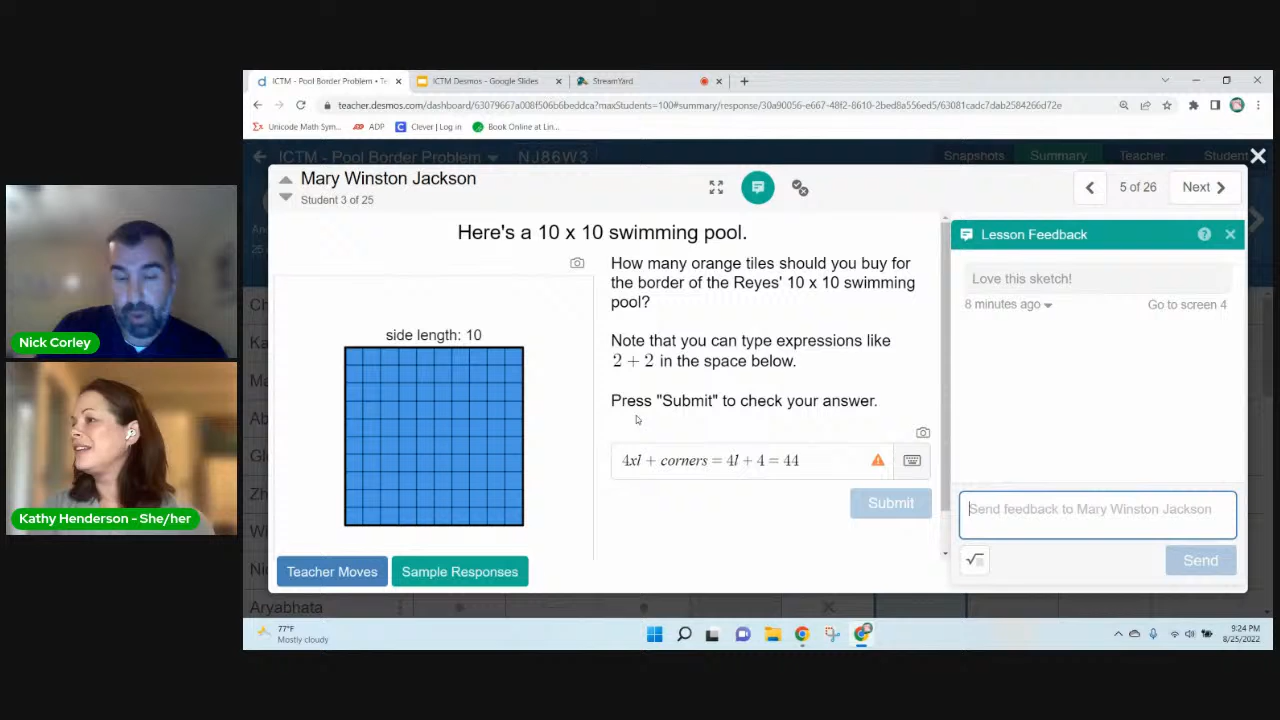 ICTM - Pool Border Problem • Te
ICTM Desmos - Google Slides
StreamYard
teacher.desmos.com/dashboard/63079667a008f506b6beddca?maxStudents=100#summary/response/30a90056-e667-48f2-8610-2bed8a556ed5/63081cadc7dab2584266d72e
Unicode Math Sym...
ADP
Clever | Log in
Book Online at Lin...
ICTM - Pool Border Problem
NJ86W3
Snapshots
Summary
Teacher
Student
Mary Winston Jackson
Student 3 of 25
5 of 26
Next
Here's a 10 x 10 swimming pool.
Lesson Feedback
How many orange tiles should you buy for
the border of the Reyes' 10 x 10 swimming
pool?
Love this sketch!
8 minutes ago
Go to screen 4
side length: 10
Note that you can type expressions like
2 + 2 in the space below.
Press "Submit" to check your answer.
4xl + corners = 4l + 4 = 44
Submit
Send feedback to Mary Winston Jackson
Send
Teacher Moves
Sample Responses
Aryabhata
Nick Corley
Kathy Henderson - She/her
77°F
Mostly cloudy
9:24 PM
8/25/2022